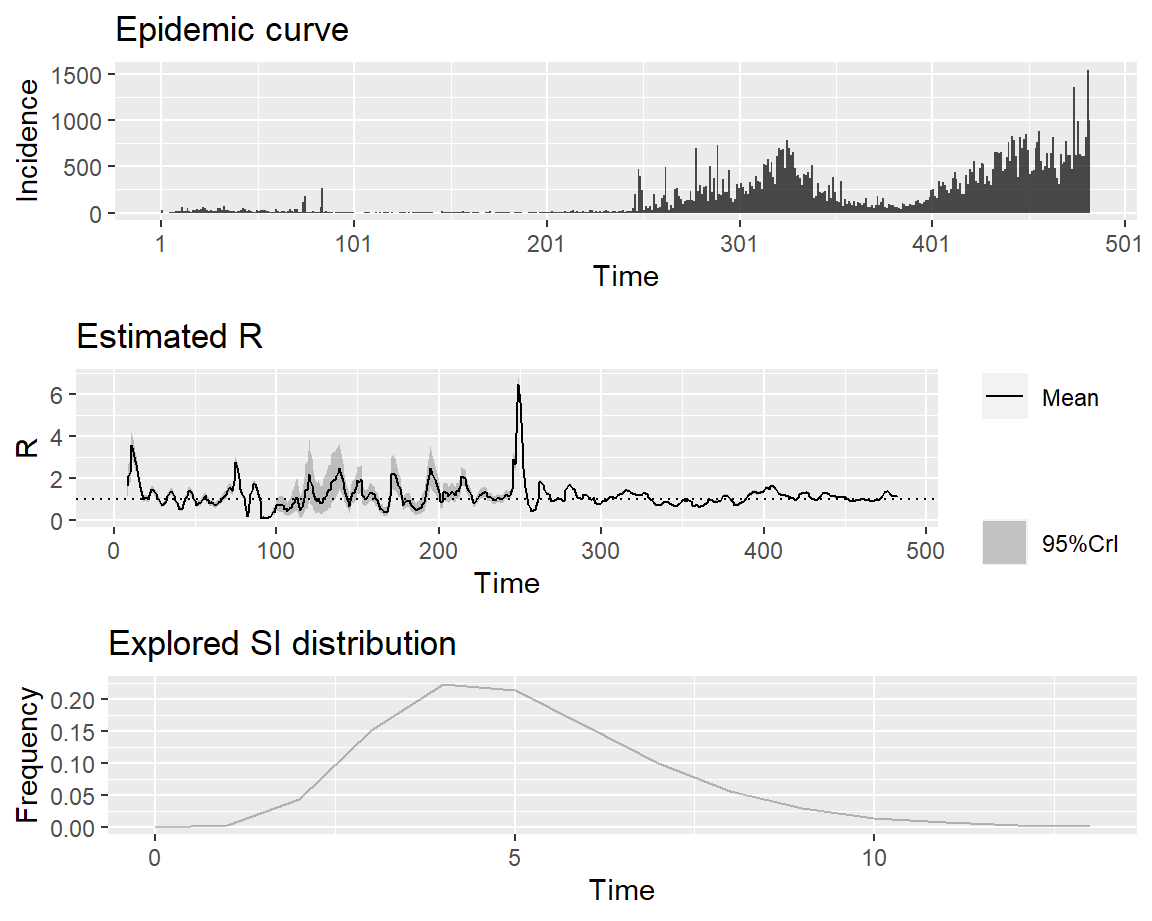 Epidemic curve
Incidence
1500
1000
500
0
1 101 201 301 401 501
Time
Estimated R
R
6
4
2
0
0 100 200 300 400 500
Time
Mean
95%CrI
Explored SI distribution
Frequency
0.20
0.15
0.10
0.05
0.00
0 5 10
Time